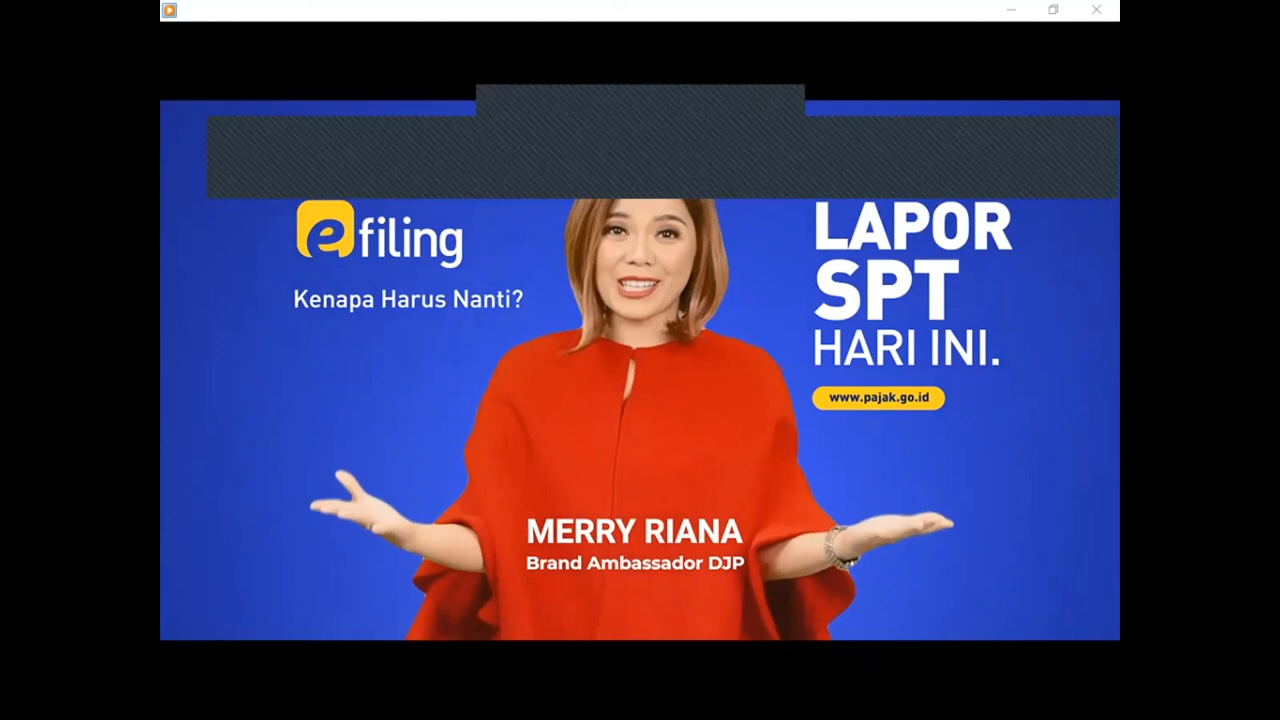 efiling
Kenapa Harus Nanti?
LAPOR
SPT
HARI INI.
www.pajak.go.id
MERRY RIANA
Brand Ambassador DJP